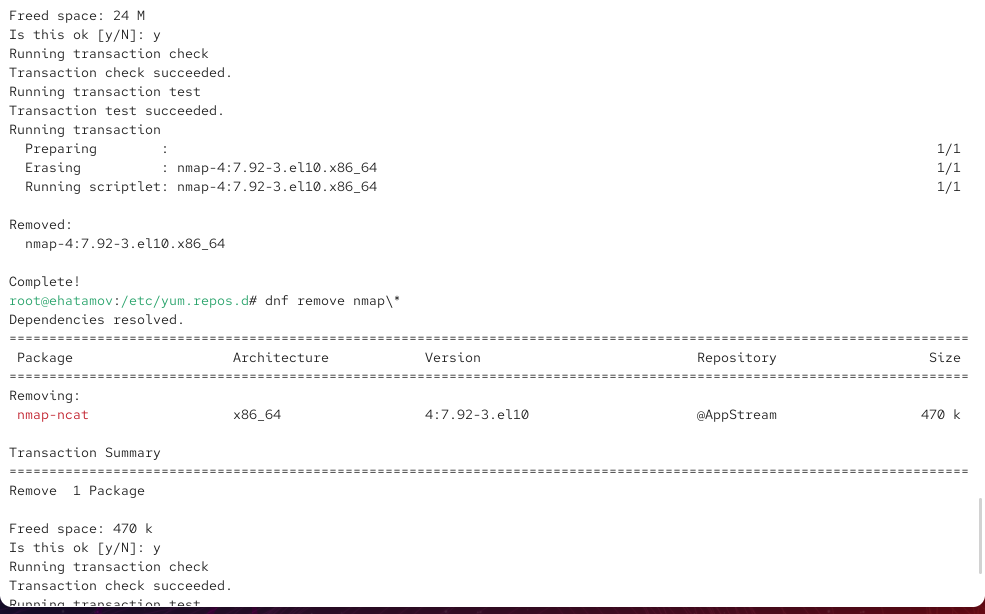 Freed space: 24 M
Is this ok [y/N]: y
Running transaction check
Transaction check succeeded.
Running transaction test
Transaction test succeeded.
Running transaction
  Preparing        :                                                                                                1/1
  Erasing          : nmap-4:7.92-3.el10.x86_64                                                                      1/1
  Running scriptlet: nmap-4:7.92-3.el10.x86_64                                                                      1/1

Removed:
  nmap-4:7.92-3.el10.x86_64

Complete!
root@ehatamov:/etc/yum.repos.d# dnf remove nmap\*
Dependencies resolved.
========================================================================================================================
 Package                    Architecture            Version                           Repository                   Size
========================================================================================================================
Removing:
 nmap-ncat                  x86_64                  4:7.92-3.el10                     @AppStream                  470 k

Transaction Summary
========================================================================================================================
Remove  1 Package

Freed space: 470 k
Is this ok [y/N]: y
Running transaction check
Transaction check succeeded.
Running transaction test